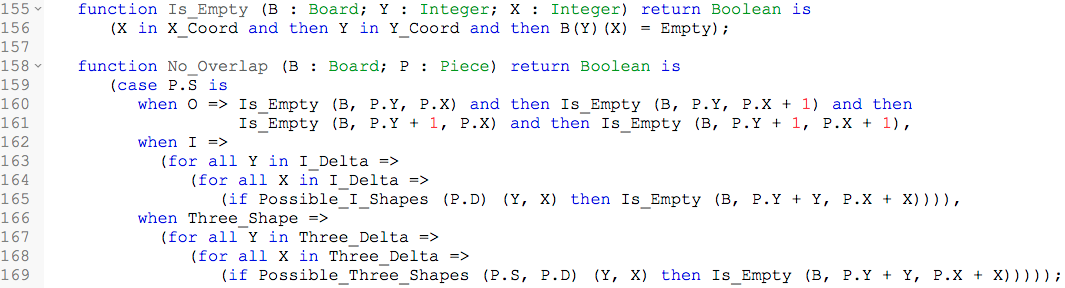 155 function Is_Empty (B : Board; Y : Integer; X : Integer) return Boolean is
156 (X in X_Coord and then Y in Y_Coord and then B(Y)(X) = Empty);
157
158 function No_Overlap (B : Board; P : Piece) return Boolean is
159 (case P.S is
160 when O => Is_Empty (B, P.Y, P.X) and then Is_Empty (B, P.Y, P.X + 1) and then
161 Is_Empty (B, P.Y + 1, P.X) and then Is_Empty (B, P.Y + 1, P.X + 1),
162 when I =>
163 (for all Y in I_Delta =>
164 (for all X in I_Delta =>
165 (if Possible_I_Shapes (P.D) (Y, X) then Is_Empty (B, P.Y + Y, P.X + X)))),
166 when Three_Shape =>
167 (for all Y in Three_Delta =>
168 (for all X in Three_Delta =>
169 (if Possible_Three_Shapes (P.S, P.D) (Y, X) then Is_Empty (B, P.Y + Y, P.X + X)))));